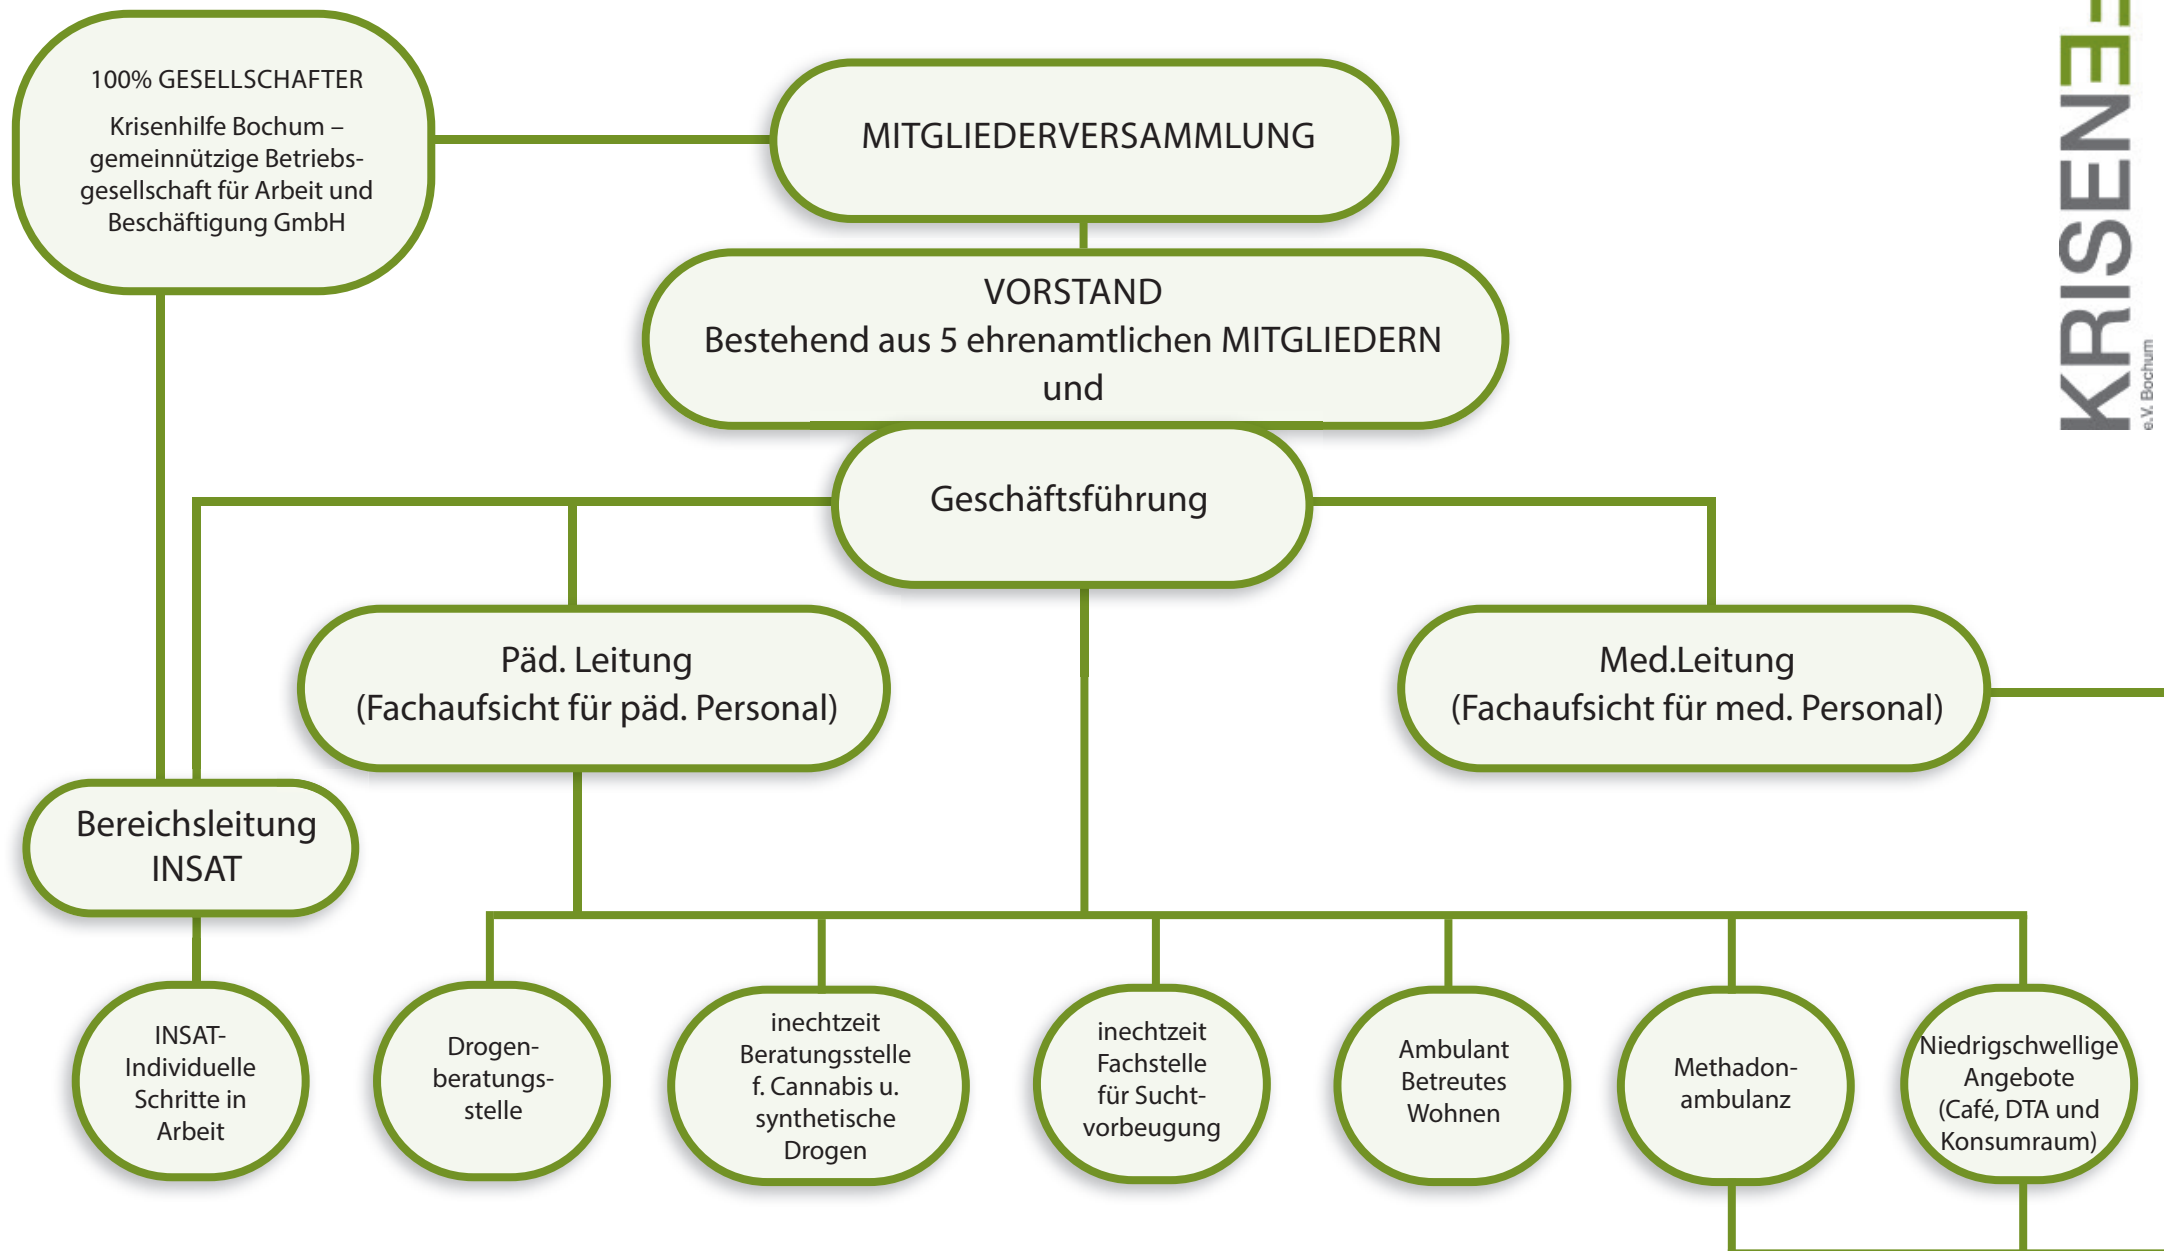 100% GESELLSCHAFTER
Krisenhilfe Bochum –
gemeinnützige Betriebs-
gesellschaft für Arbeit und
Beschäftigung GmbH
MITGLIEDERVERSAMMLUNG
VORSTAND
Bestehend aus 5 ehrenamtlichen MITGLIEDERN
und
Geschäftsführung
Päd. Leitung
(Fachaufsicht für päd. Personal)
Med.Leitung
(Fachaufsicht für med. Personal)
Bereichsleitung
INSAT
INSAT-
Individuelle
Schritte in
Arbeit
Drogen-
beratungs-
stelle
inechtzeit
Beratungsstelle
f. Cannabis u.
synthetische
Drogen
inechtzeit
Fachstelle
für Sucht-
vorbeugung
Ambulant
Betreutes
Wohnen
Methadon-
ambulanz
Niedrigschwellige
Angebote
(Café, DTA und
Konsumraum)
KRISEN
e.V. Bochum